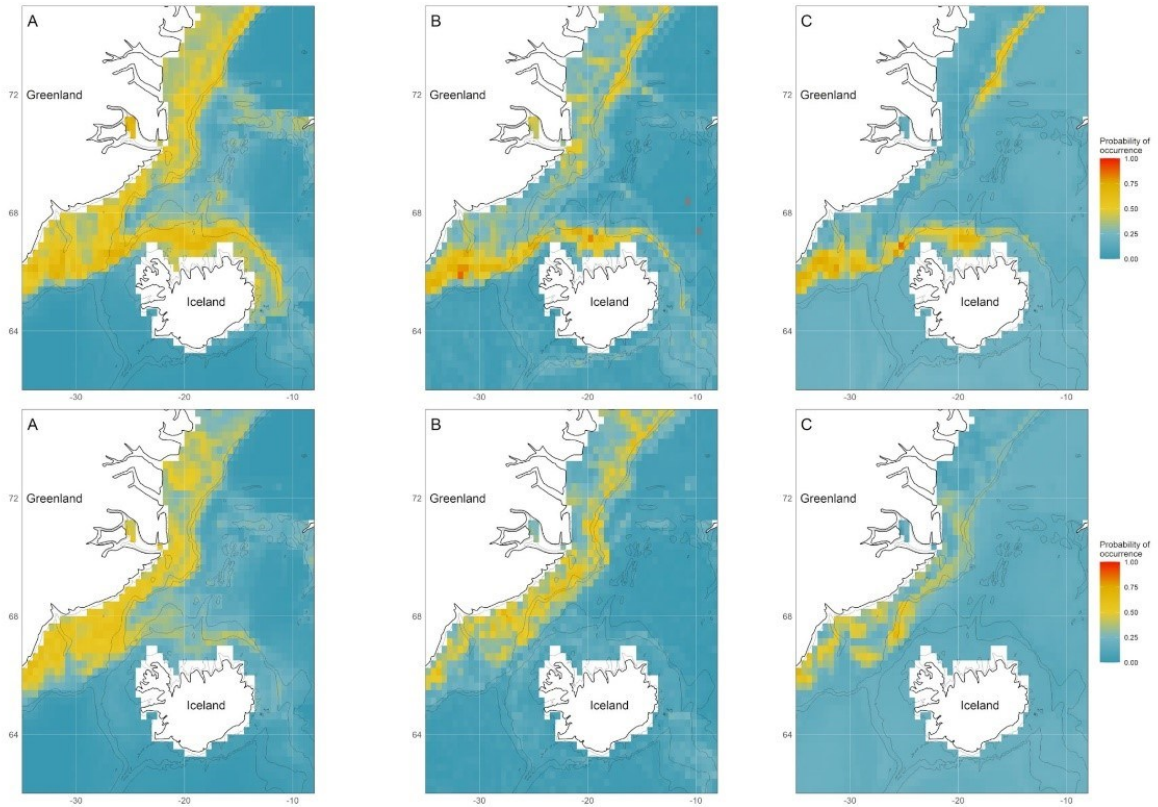 A
B
C
Greenland
Greenland
Greenland
72
72
72
68
68
68
64
64
64
Iceland
Iceland
Iceland
-30
-20
-10
-30
-20
-10
-30
-20
-10
Probability of
occurrence
1.00
0.75
0.50
0.25
0.00
A
B
C
Greenland
Greenland
Greenland
72
72
72
68
68
68
64
64
64
Iceland
Iceland
Iceland
-30
-20
-10
-30
-20
-10
-30
-20
-10
Probability of
occurrence
1.00
0.75
0.50
0.25
0.00